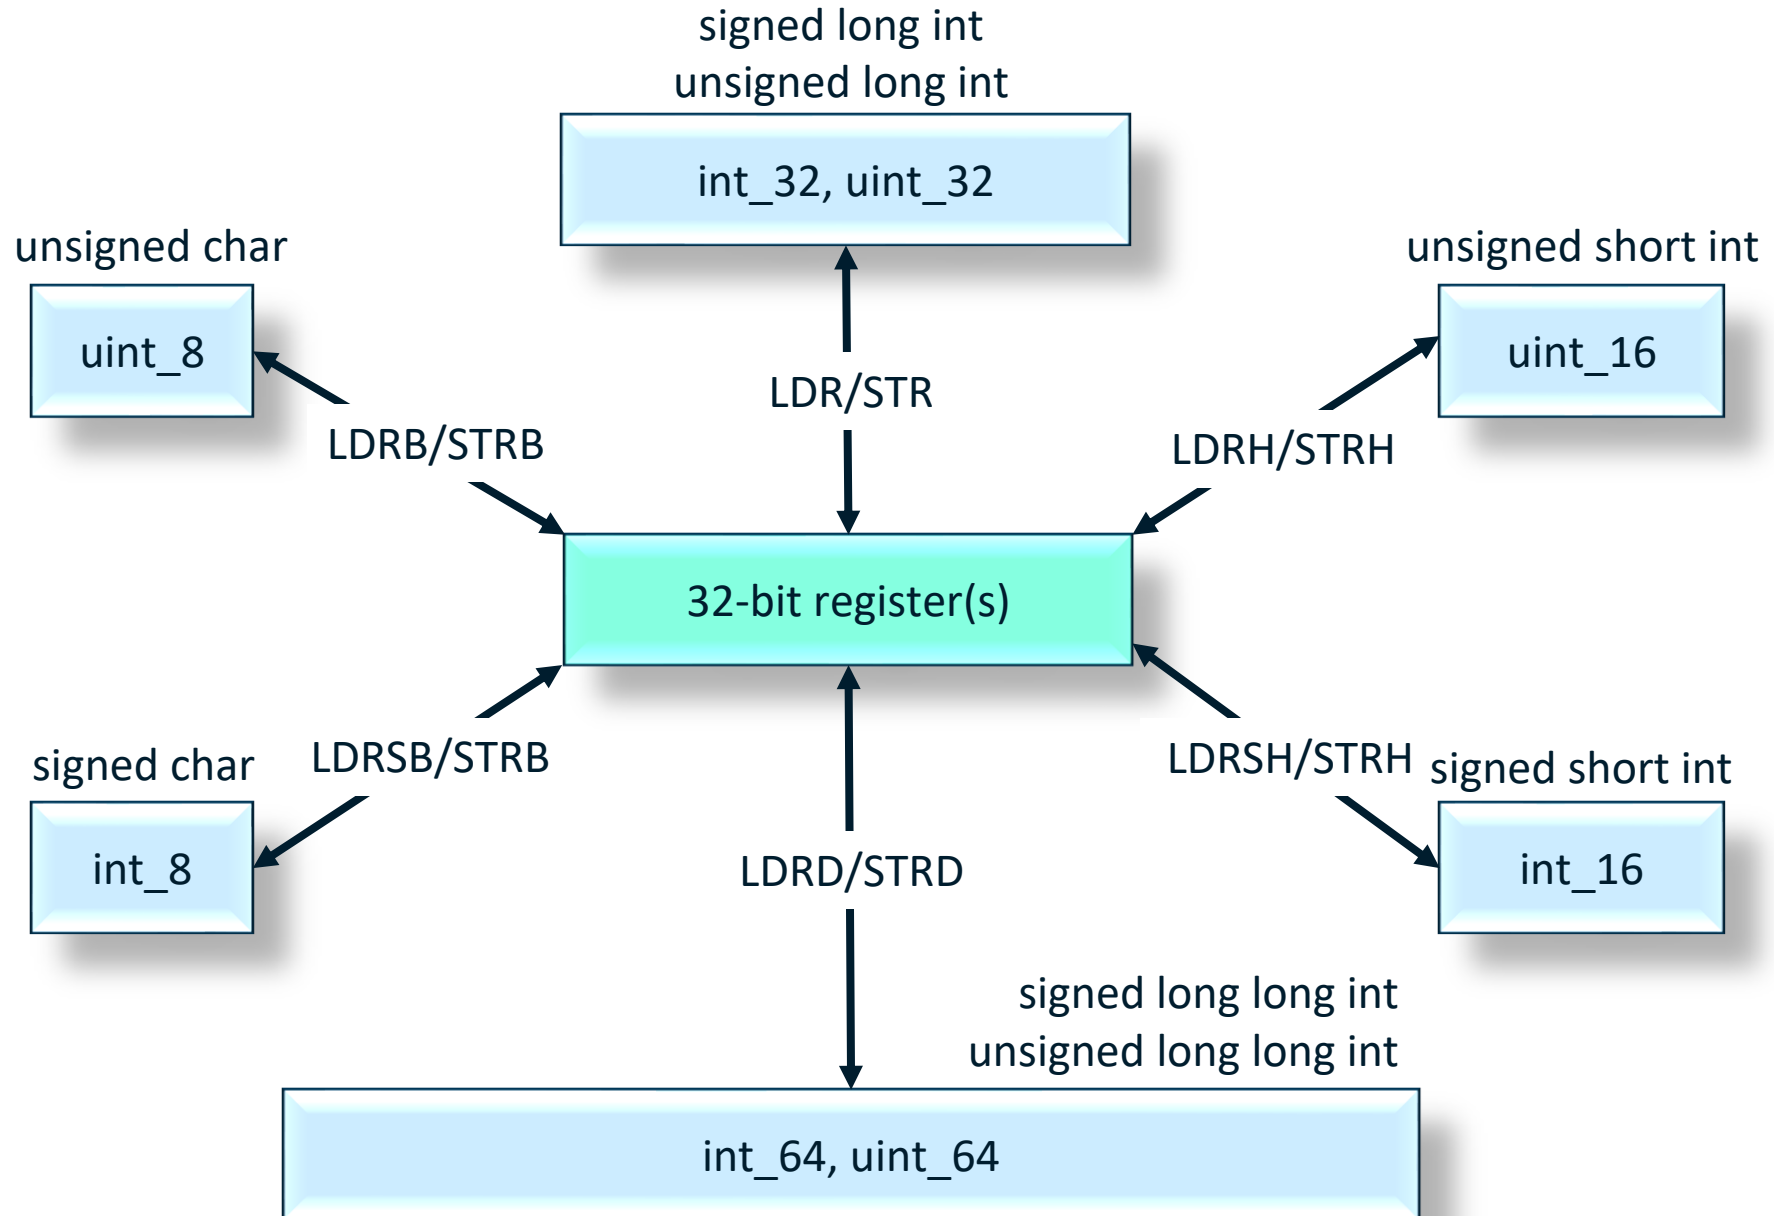 signed long int
unsigned long int
int_32, uint_32
unsigned char
unsigned short int
uint_8
uint_16
LDR/STR
LDRB/STRB
LDRH/STRH
32-bit register(s)
signed char
LDRSB/STRB
LDRSH/STRH
signed short int
int_8
LDRD/STRD
int_16
signed long long int
unsigned long long int
int_64, uint_64